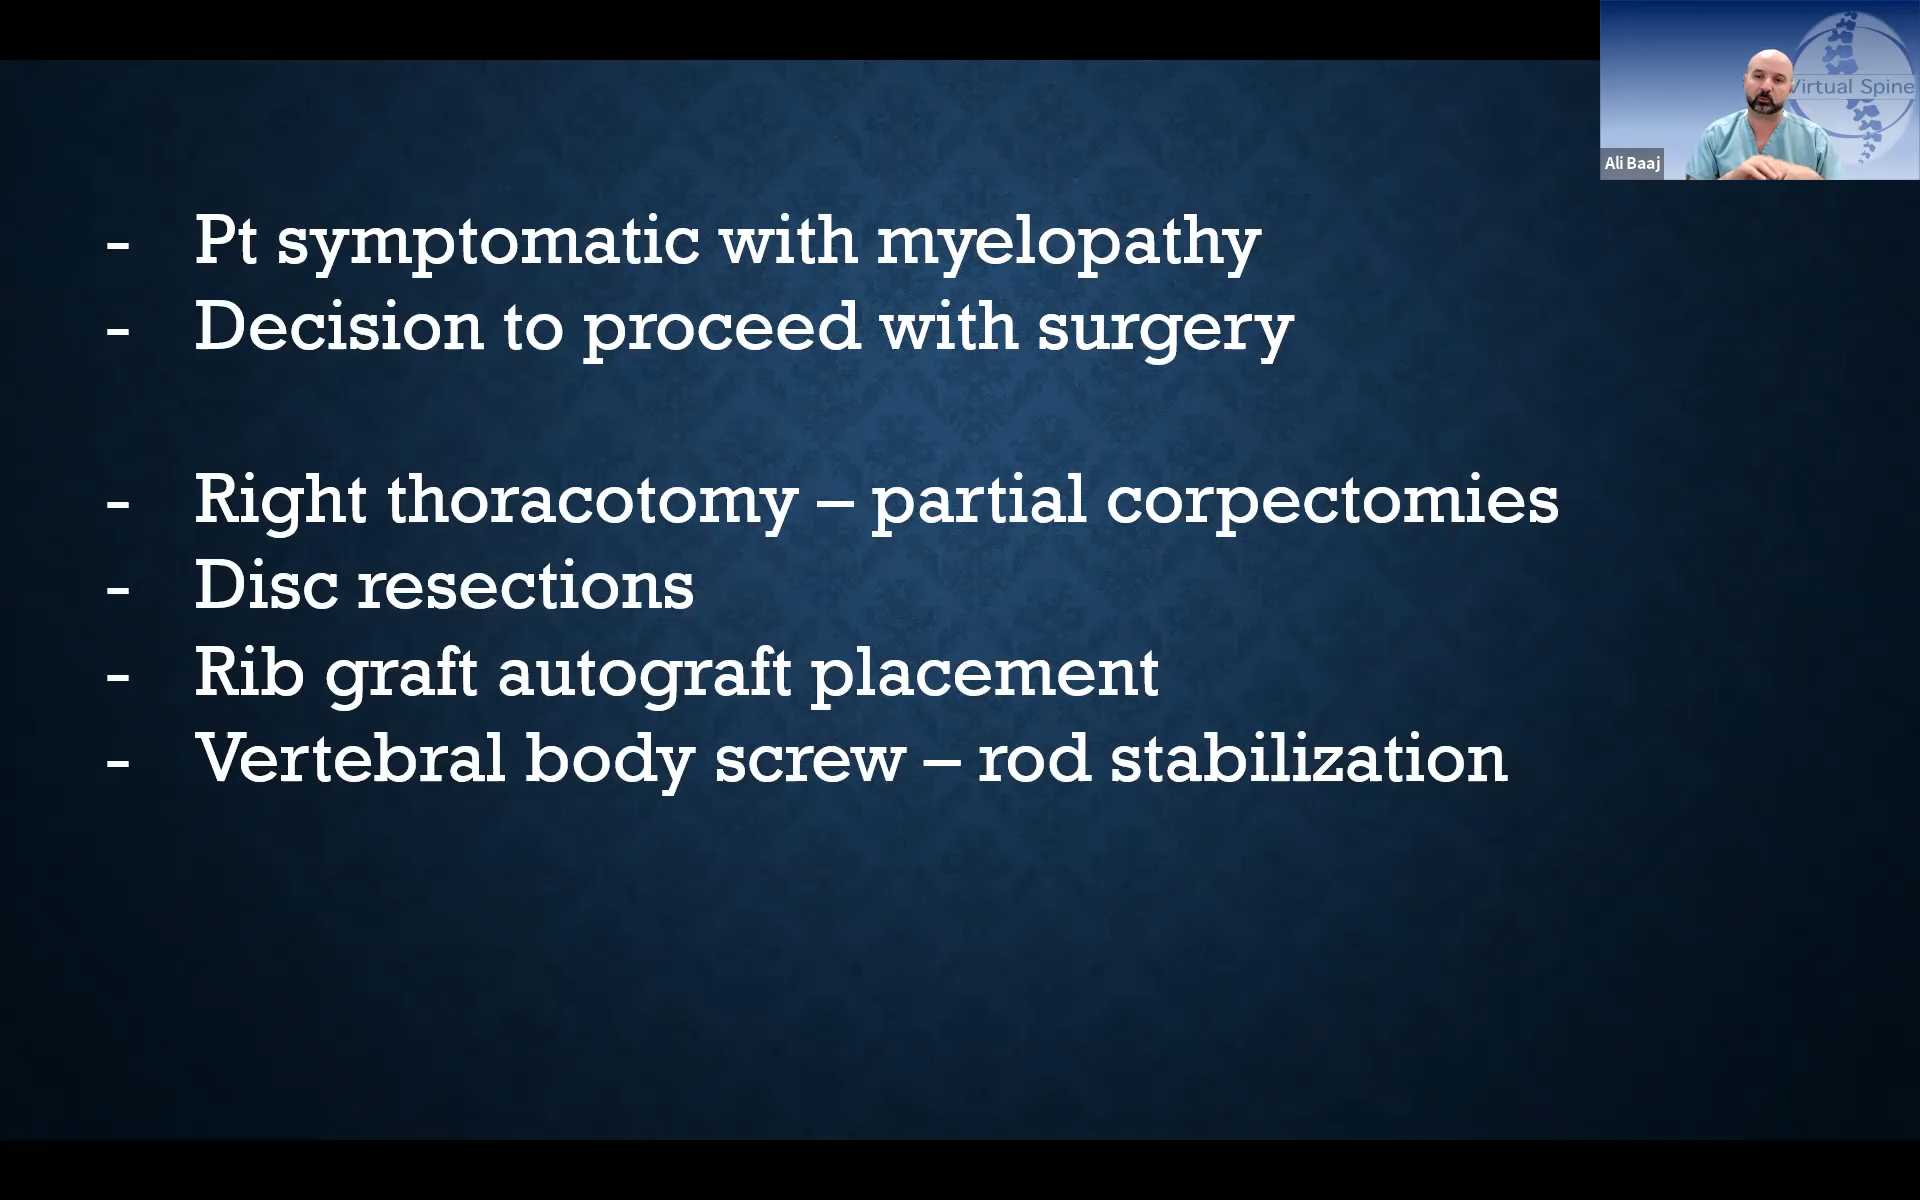 Virtual Spine
Ali Baaj
- Pt symptomatic with myelopathy
- Decision to proceed with surgery
- Right thoracotomy – partial corpectomies
- Disc resections
- Rib graft autograft placement
- Vertebral body screw – rod stabilization